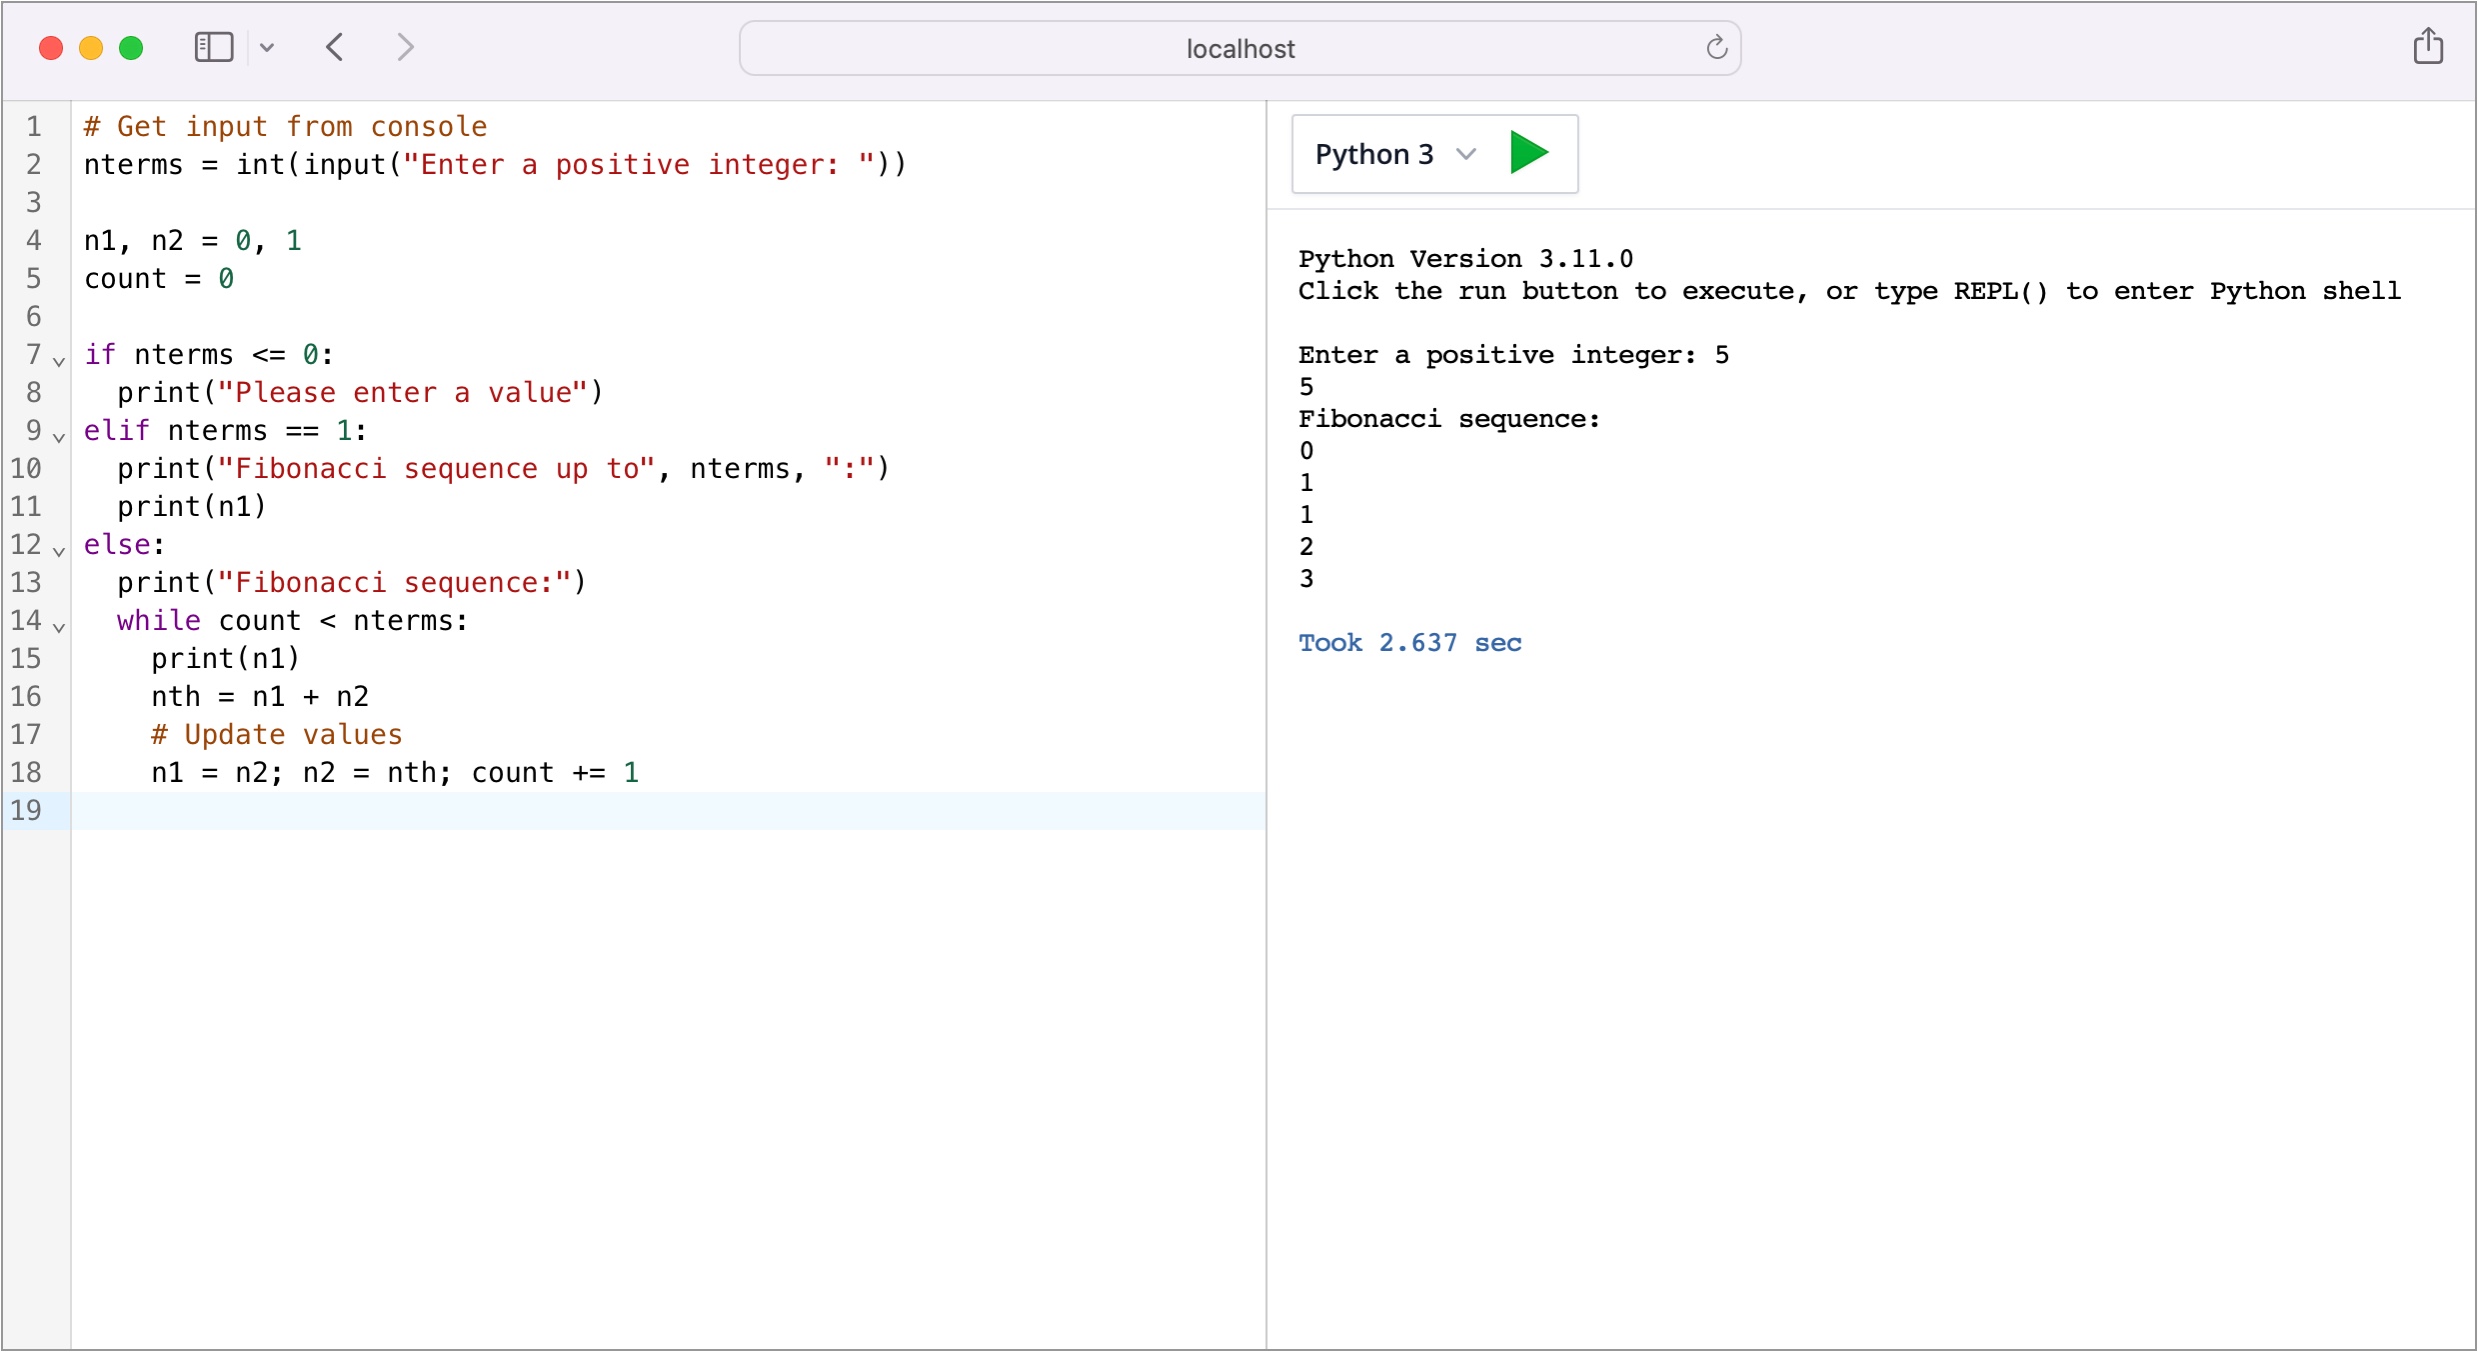 localhost
1 # Get input from console
2 nterms = int(input("Enter a positive integer: "))
3
4 n1, n2 = 0, 1
5 count = 0
6
7 if nterms <= 0:
8   print("Please enter a value")
9 elif nterms == 1:
10   print("Fibonacci sequence up to", nterms, ":")
11   print(n1)
12 else:
13   print("Fibonacci sequence:")
14   while count < nterms:
15     print(n1)
16     nth = n1 + n2
17     # Update values
18     n1 = n2; n2 = nth; count += 1
19
Python 3
Python Version 3.11.0
Click the run button to execute, or type REPL() to enter Python shell
Enter a positive integer: 5
5
Fibonacci sequence:
0
1
1
2
3
Took 2.637 sec